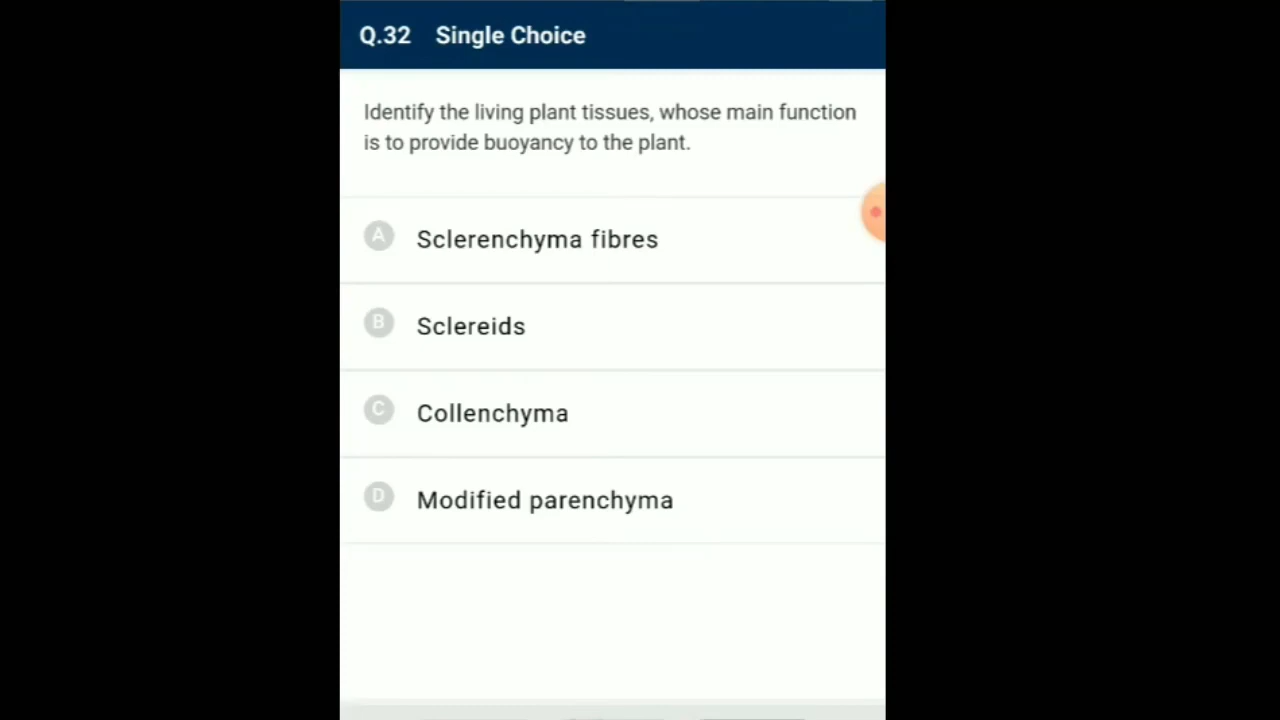 Q.32 Single Choice
Identify the living plant tissues, whose main function
is to provide buoyancy to the plant.
A Sclerenchyma fibres
B Sclereids
C Collenchyma
D Modified parenchyma